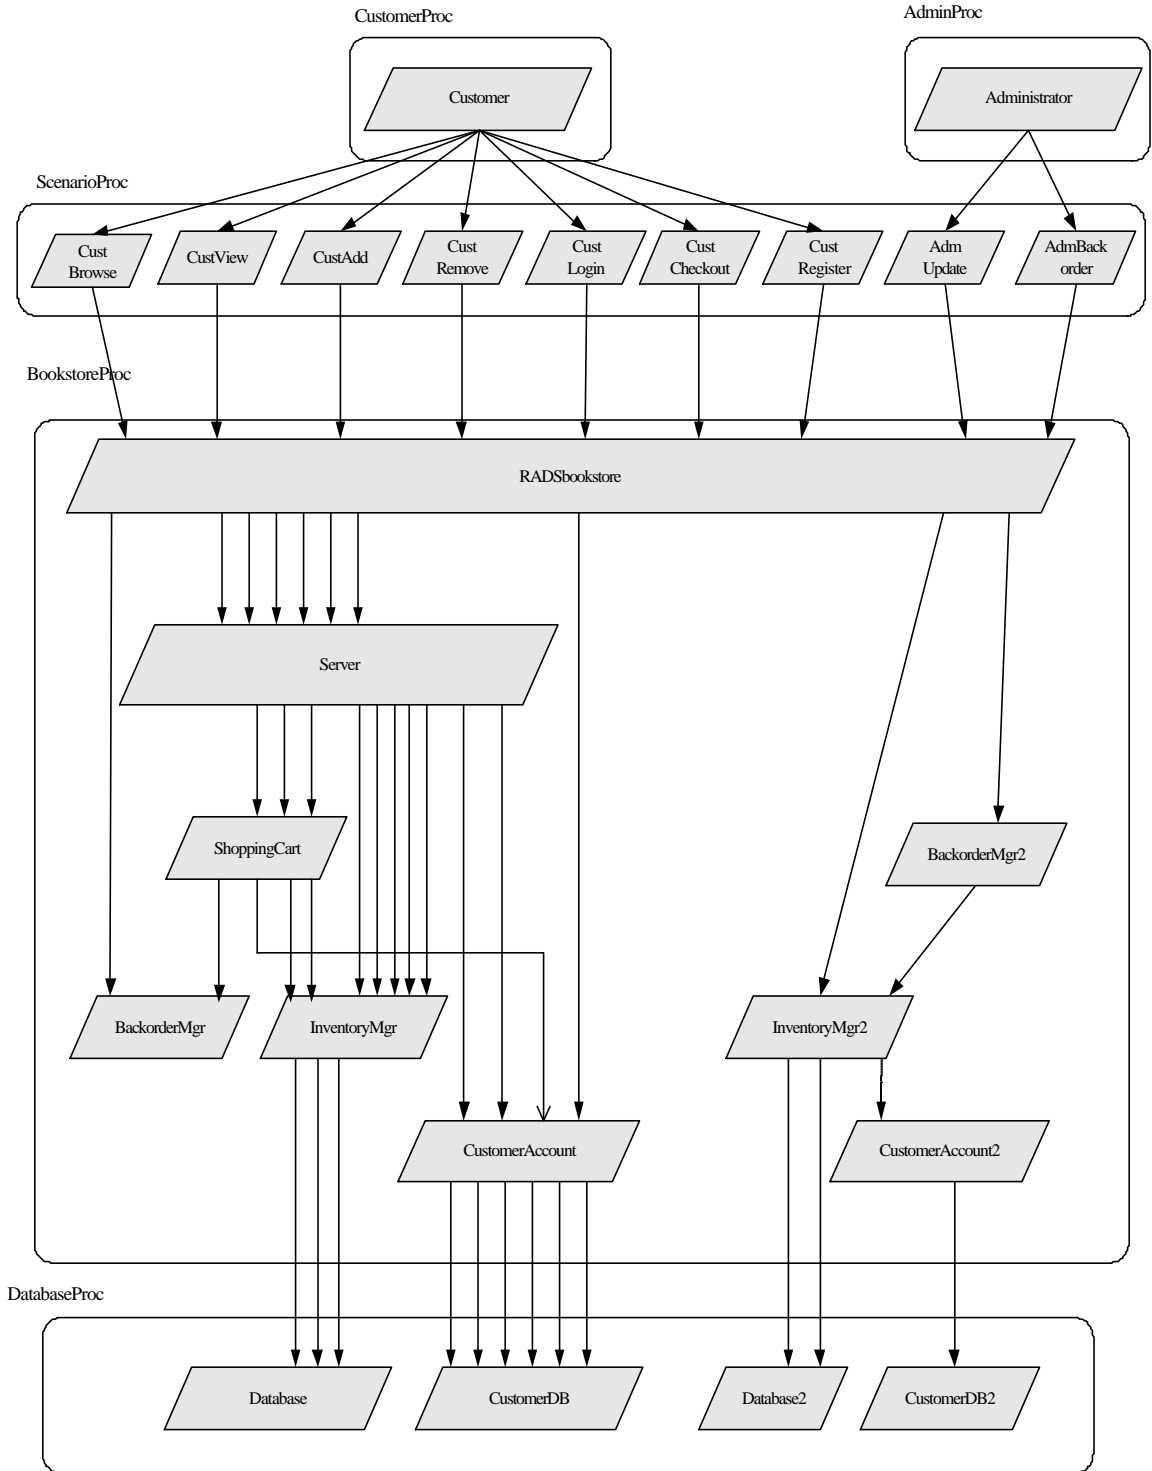 CustomerProc
AdminProc
Customer
Administrator
ScenarioProc
Cust
Browse
CustView
CustAdd
Cust
Remove
Cust
Login
Cust
Checkout
Cust
Register
Adm
Update
AdmBack
order
BookstoreProc
RADSbookstore
Server
ShoppingCart
BackorderMgr2
BackorderMgr
InventoryMgr
InventoryMgr2
CustomerAccount
CustomerAccount2
DatabaseProc
Database
CustomerDB
Database2
CustomerDB2